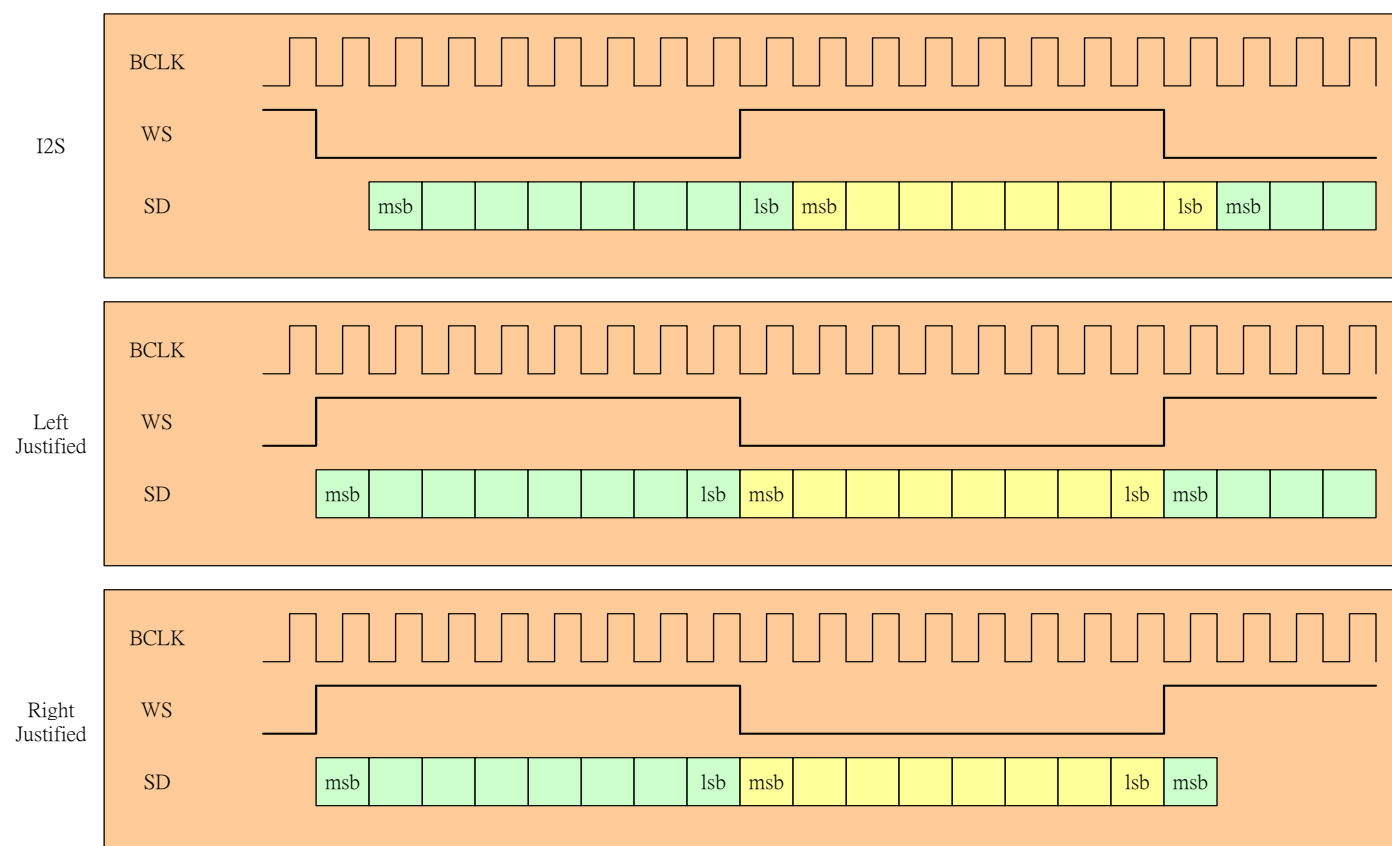 I2S
BCLK
WS
SD
msb lsb msb lsb msb
Left
Justified
BCLK
WS
SD
msb lsb msb lsb msb
Right
Justified
BCLK
WS
SD
msb lsb msb lsb msb